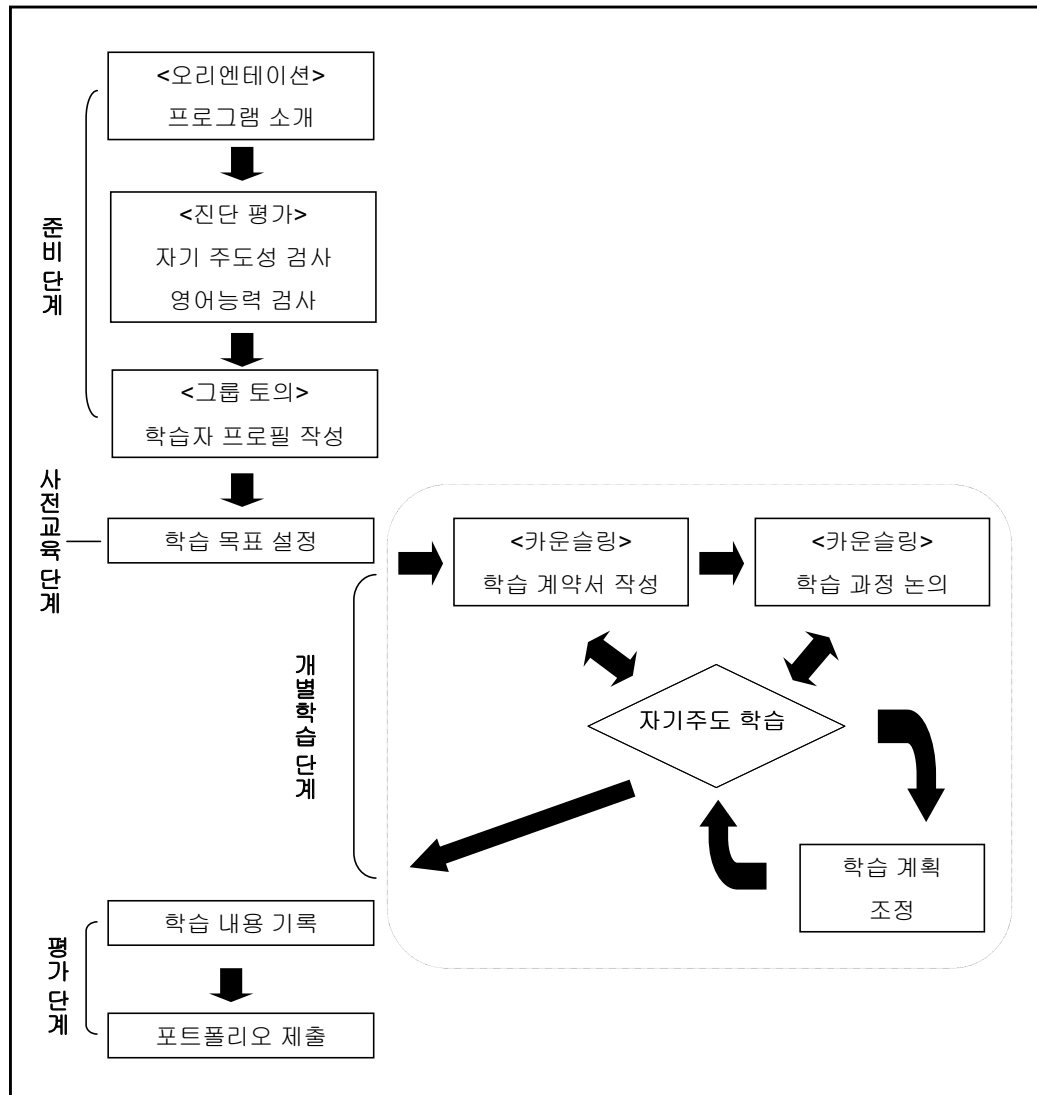 <오리엔테이션>
프로그램 소개
준비 단계
<진단 평가>
자기 주도성 검사
영어능력 검사
<그룹 토의>
학습자 프로필 작성
사전교육 단계
학습 목표 설정
<카운슬링>
학습 계약서 작성
<카운슬링>
학습 과정 논의
개별학습 단계
자기주도 학습
학습 계획
조정
학습 내용 기록
평가 단계
포트폴리오 제출